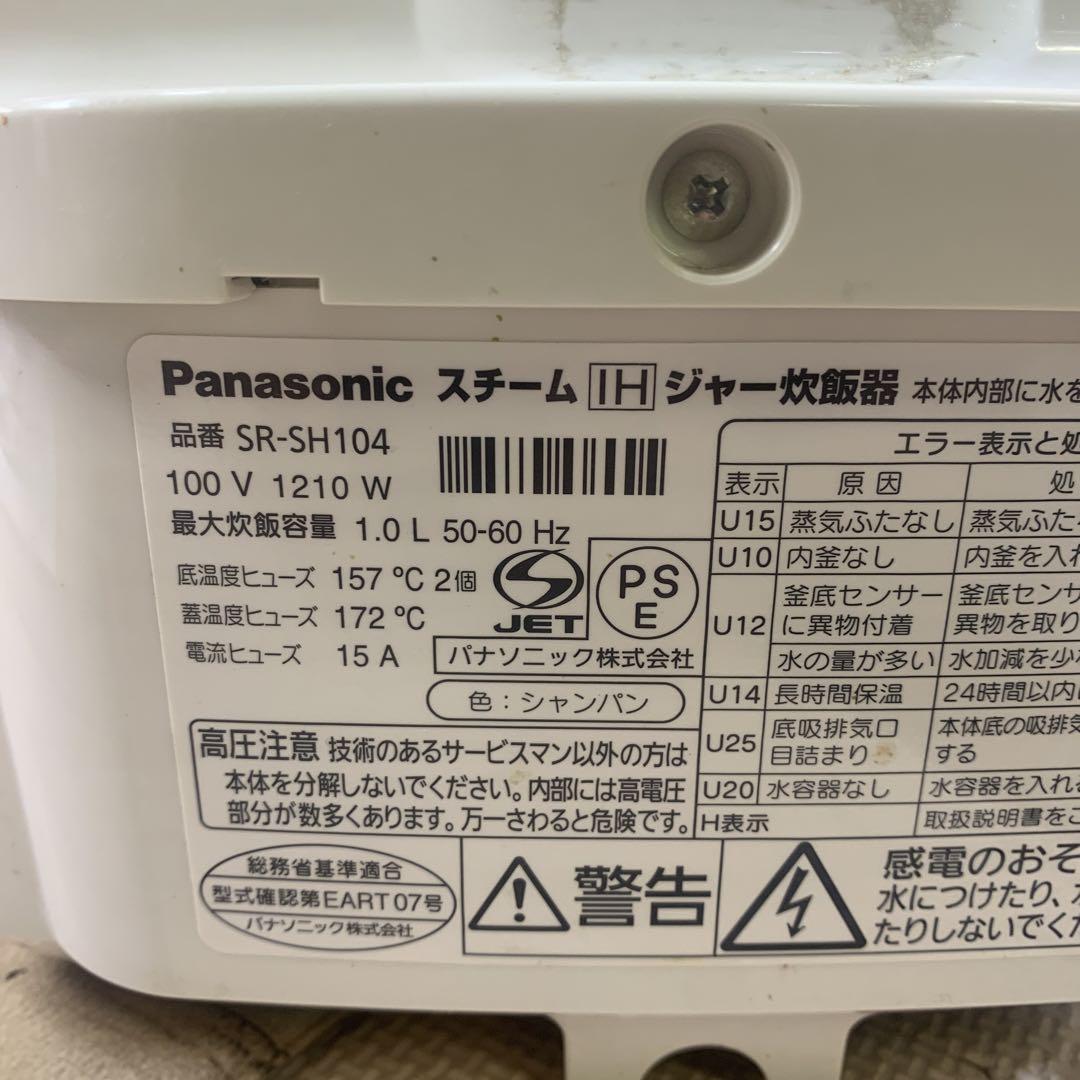 Panasonic スチーム IH ジャー炊飯器 本体内部に水を
品番 SR-SH104
100 V 1210 W
最大炊飯容量 1.0 L 50-60 Hz
底温度ヒューズ 157 ℃ 2個
蓋温度ヒューズ 172 ℃
電流ヒューズ 15 A
JET
PS
E
パナソニック株式会社
色：シャンパン
高圧注意 技術のあるサービスマン以外の方は
本体を分解しないでください。内部には高電圧
部分が数多くあります。万一さわると危険です。
総務省基準適合
型式確認第EART07号
パナソニック株式会社
警告
エラー表示と処
表示 原因 処
U15 蒸気ふたなし 蒸気ふた
U10 内釜なし 内釜を入れ
U12 釜底センサー 釜底センサ
に異物付着 異物を取り
水の量が多い 水加減を少な
U14 長時間保温 24時間以内
U25 底吸排気口 本体底の吸排気
目詰まり する
U20 水容器なし 水容器を入れ
H表示 取扱説明書をご
感電のおそ
水につけたり、
たりしないでくだ